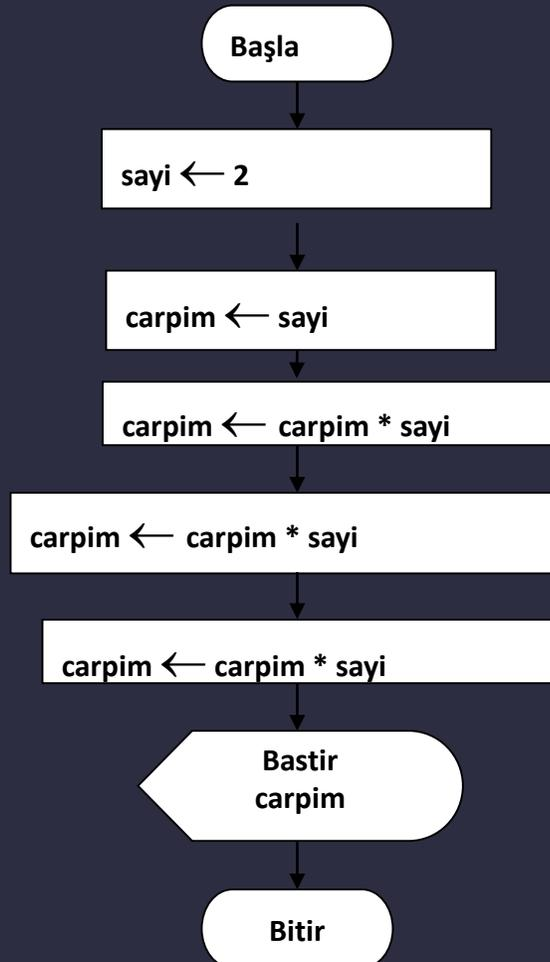 Başla
sayi ← 2
carpim ← sayi
carpim ← carpim * sayi
carpim ← carpim * sayi
carpim ← carpim * sayi
Bastir
carpim
Bitir